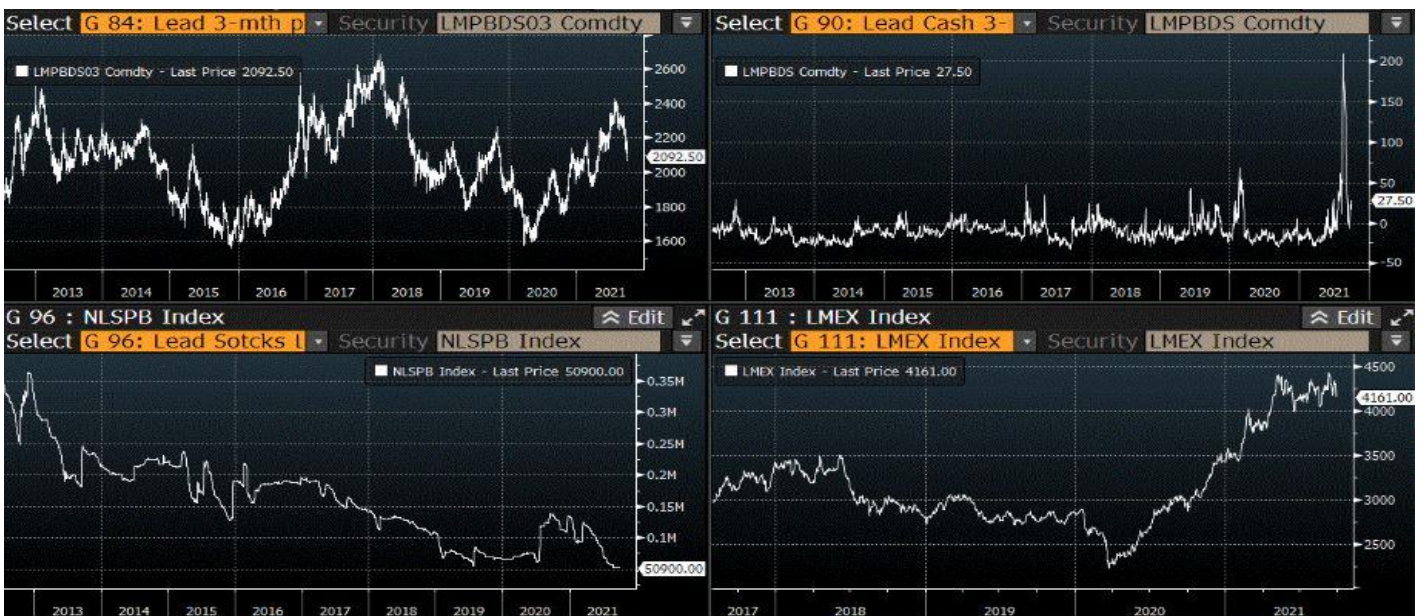 Select G 84: Lead 3-mth p Security LMPBDS03 Comdty
LMPBDS03 Comdty - Last Price 2092.50
2600
2400
2200
2092.50
2000
1800
1600
2013 2014 2015 2016 2017 2018 2019 2020 2021
Select G 90: Lead Cash 3- Security LMPBDS Comdty
LMPBDS Comdty - Last Price 27.50
200
150
100
50
27.50
0
-50
2013 2014 2015 2016 2017 2018 2019 2020 2021
G 96 : NLSPB Index Edit
Select G 96: Lead Sotcks L Security NLSPB Index
NLSPB Index - Last Price 50900.00
0.35M
0.3M
0.25M
0.2M
0.15M
0.1M
50900.00
2013 2014 2015 2016 2017 2018 2019 2020 2021
G 111 : LMEX Index Edit
Select G 111: LMEX Index Security LMEX Index
LMEX Index - Last Price 4161.00
4500
4161.00
4000
3500
3000
2500
2017 2018 2019 2020 2021